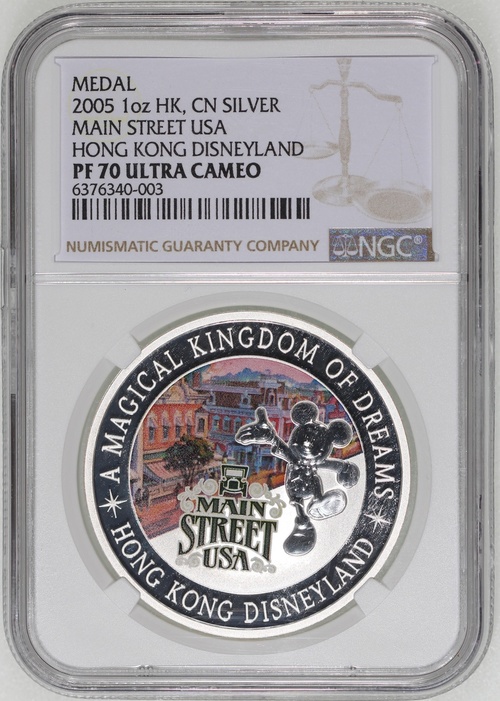 MEDAL
2005 1oz HK, CN SILVER
MAIN STREET USA
HONG KONG DISNEYLAND
PF 70 ULTRA CAMEO
6376340-003
NUMISMATIC GUARANTY COMPANY
NGC®
A MAGICAL KINGDOM OF DREAMS
MAIN
STREET
USA
HONG KONG DISNEYLAND